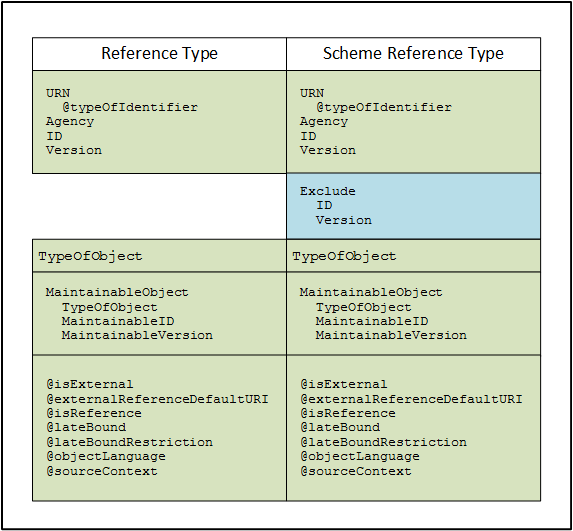 Reference Type
Scheme Reference Type
URN
@typeOfIdentifier
Agency
ID
Version
URN
@typeOfIdentifier
Agency
ID
Version
Exclude
ID
Version
TypeOfObject
TypeOfObject
MaintainableObject
TypeOfObject
MaintainableID
MaintainableVersion
MaintainableObject
TypeOfObject
MaintainableID
MaintainableVersion
@isExternal
@externalReferenceDefaultURI
@isReference
@lateBound
@lateBoundRestriction
@objectLanguage
@sourceContext
@isExternal
@externalReferenceDefaultURI
@isReference
@lateBound
@lateBoundRestriction
@objectLanguage
@sourceContext